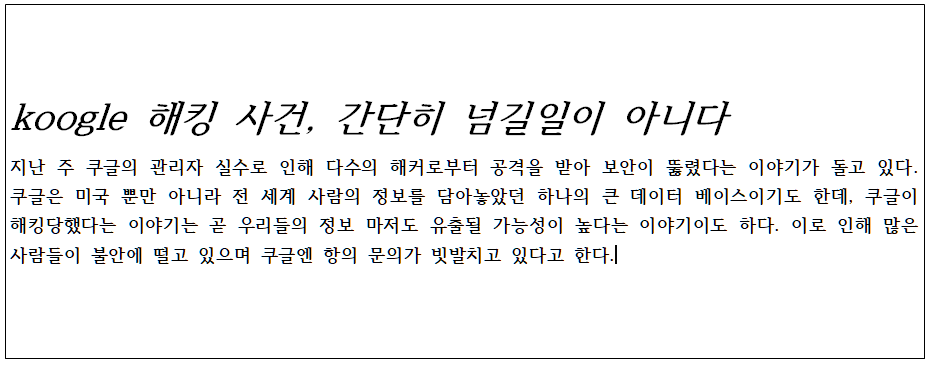 koogle 해킹 사건, 간단히 넘길일이 아니다
지난 주 쿠글의 관리자 실수로 인해 다수의 해커로부터 공격을 받아 보안이 뚫렸다는 이야기가 돌고 있다.
쿠글은 미국 뿐만 아니라 전 세계 사람의 정보를 담아놓았던 하나의 큰 데이터 베이스이기도 한데, 쿠글이
해킹당했다는 이야기는 곧 우리들의 정보 마저도 유출될 가능성이 높다는 이야기이도 하다. 이로 인해 많은
사람들이 불안에 떨고 있으며 쿠글엔 항의 문의가 빗발치고 있다고 한다.